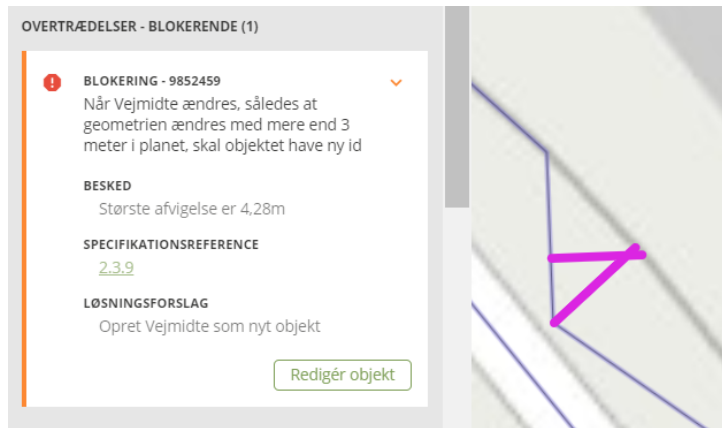 OVERTRÆDELSER - BLOKERENDE (1)
BLOKERING - 9852459
Når Vejmidte ændres, således at
geometrien ændres med mere end 3
meter i planet, skal objektet have ny id
BESKED
Største afvigelse er 4,28m
SPECIFIKATIONSREFERENCE
2.3.9
LØSNINGSFORSLAG
Opret Vejmidte som nyt objekt
Redigér objekt